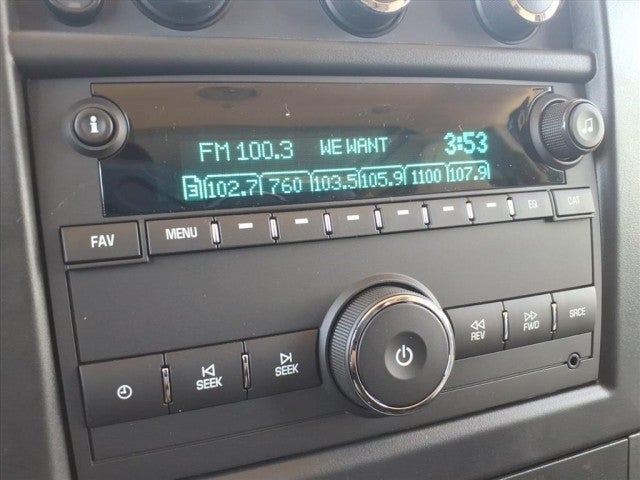 i
FM 100.3 WE WANT 3:53
3 102.7 760 103.5 105.9 1100 107.9
FAV MENU EQ CAT
REV FWD SRCE
SEEK SEEK